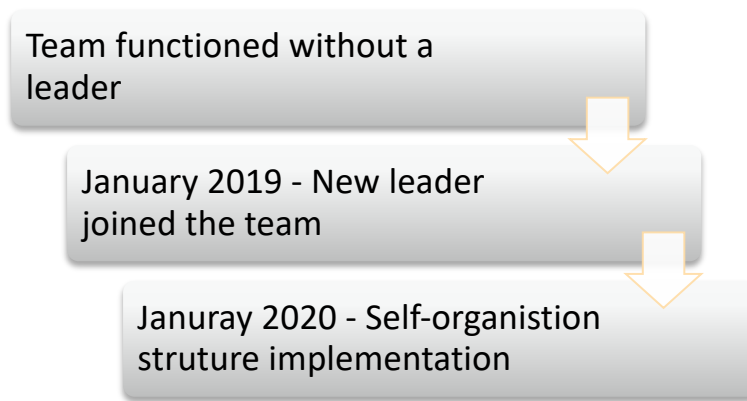 Team functioned without a
leader
January 2019 - New leader
joined the team
Januray 2020 - Self-organistion
struture implementation